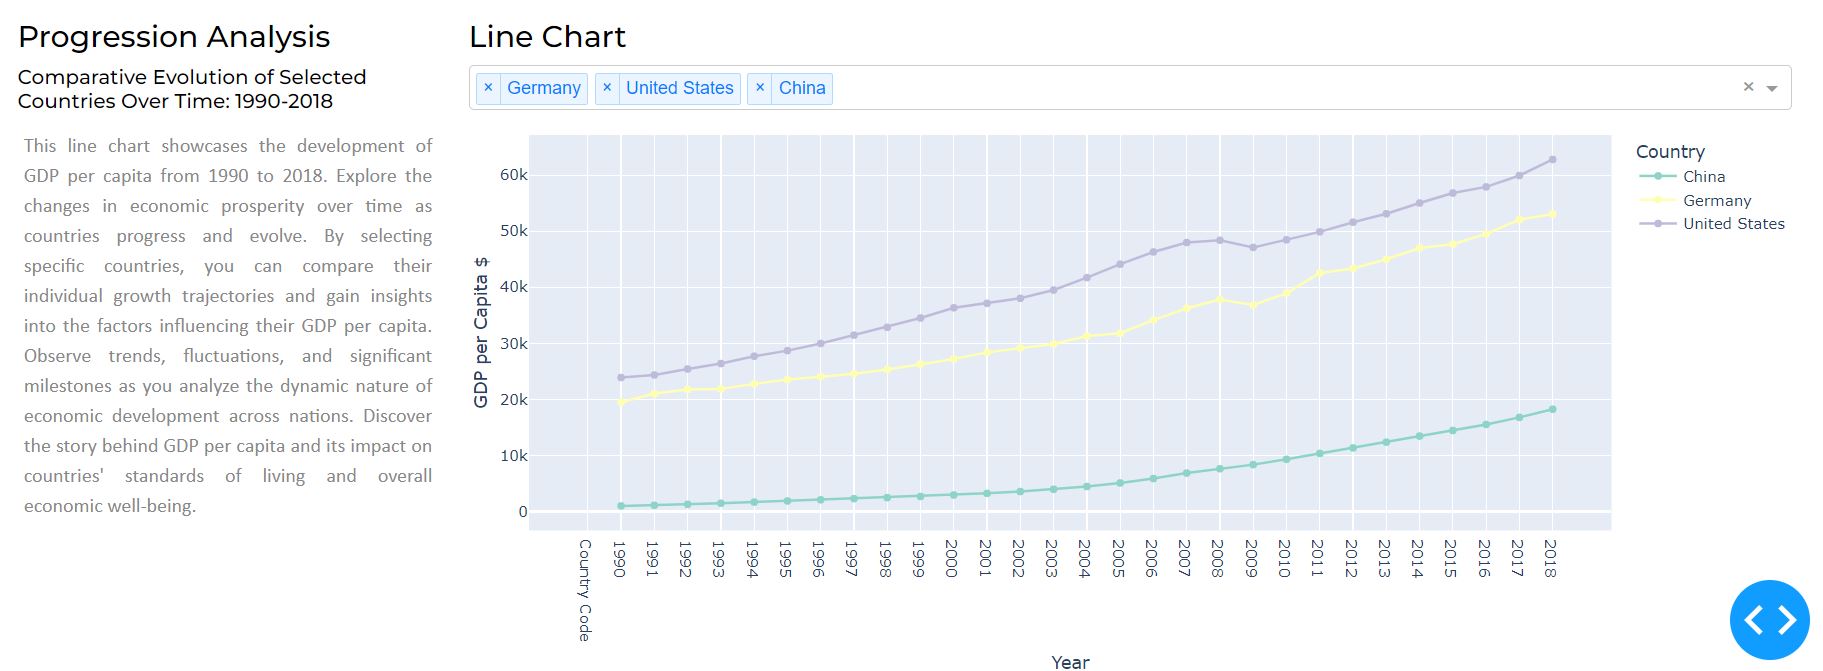 Progression Analysis
Comparative Evolution of Selected
Countries Over Time: 1990-2018
This line chart showcases the development of
GDP per capita from 1990 to 2018. Explore the
changes in economic prosperity over time as
countries progress and evolve. By selecting
specific countries, you can compare their
individual growth trajectories and gain insights
into the factors influencing their GDP per capita.
Observe trends, fluctuations, and significant
milestones as you analyze the dynamic nature of
economic development across nations. Discover
the story behind GDP per capita and its impact on
countries' standards of living and overall
economic well-being.
Line Chart
× Germany × United States × China
GDP per Capita $
60k
50k
40k
30k
20k
10k
0
Country Code
1990
1991
1992
1993
1994
1995
1996
1997
1998
1999
2000
2001
2002
2003
2004
2005
2006
2007
2008
2009
2010
2011
2012
2013
2014
2015
2016
2017
2018
Year
Country
China
Germany
United States